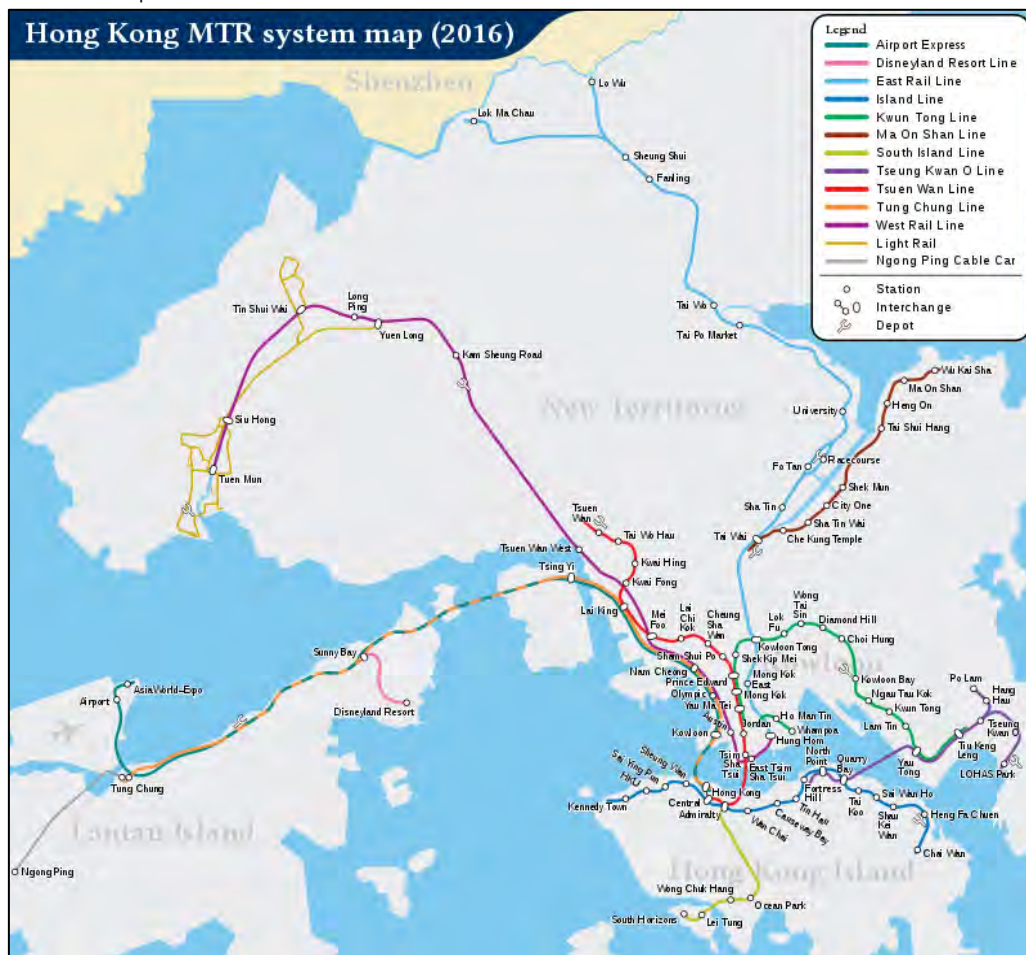 Hong Kong MTR system map (2016)
Legend
Airport Express
Disneyland Resort Line
East Rail Line
Island Line
Kwun Tong Line
Ma On Shan Line
South Island Line
Tseung Kwan O Line
Tsuen Wan Line
Tung Chung Line
West Rail Line
Light Rail
Ngong Ping Cable Car
Station
Interchange
Depot
Shenzhen
Lo Wu
Lok Ma Chau
Sheung Shui
Fanling
Tai Wo
Tai Po Market
Tin Shui Wai
Long
Ping
Yuen Long
Kam Sheung Road
Wu Kai Sha
Ma On Shan
Heng On
New Territories
University
Tai Shui Hang
Siu Hong
Tuen Mun
Fo Tan
Racecourse
Shek Mun
City One
Sha Tin
Sha Tin Wai
Che Kung Temple
Tai Wai
Tsuen
Wan
Tai Wo Hau
Tsuen Wan West
Kwai Hing
Tsing Yi
Kwai Fong
Lai King
Mei
Foo
Lai
Chi
Kok
Cheung
Sha
Wan
Lok
Fu
Wong
Tai
Sin
Diamond Hill
Choi Hung
Kowloon Tong
Shek Kip Mei
Kowloon
Sham Shui Po
Nam Cheong
Prince Edward
Mong Kok
East
Mong Kok
Kowloon Bay
Ngau Tau Kok
Kwun Tong
Lam Tin
Po Lam
Hang
Hau
Olympic
Yau Ma Tei
Austin
Jordan
Ho Man Tin
Whampoa
Hung Hom
Kowloon
Tseung
Kwan
Tiu Keng
Leng
Yau
Tong
LOHAS Park
Sunny Bay
Disneyland Resort
AsiaWorld-Expo
Airport
Tung Chung
Lantau Island
Ngong Ping
Tsim
Sha
Tsui
East Tsim
Sha Tsui
North
Point
Quarry
Bay
Kennedy Town
HKU
Sai Ying Pun
Sheung Wan
Hong Kong
Central
Admiralty
Wan Chai
Causeway Bay
Tin Hau
Fortress
Hill
Tai
Koo
Sai Wan Ho
Shau
Kei
Wan
Heng Fa Chuen
Chai Wan
Hong Kong Island
Wong Chuk Hang
Ocean Park
South Horizons
Lei Tung